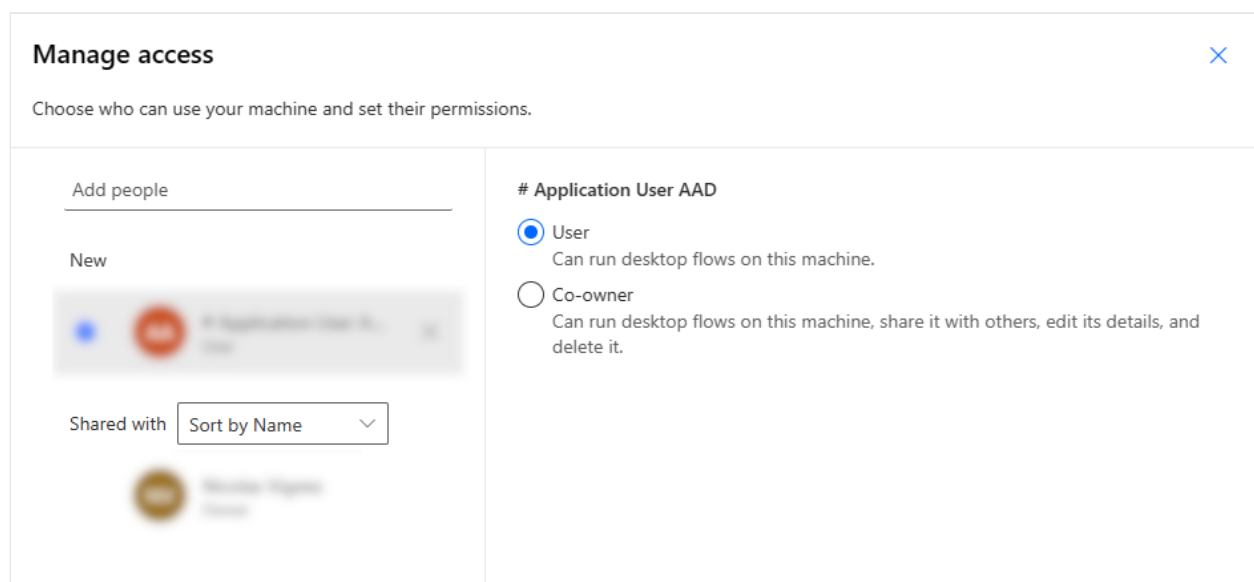 Manage access
Choose who can use your machine and set their permissions.
Add people
New
Shared with
Sort by Name
# Application User AAD
User
Can run desktop flows on this machine.
Co-owner
Can run desktop flows on this machine, share it with others, edit its details, and
delete it.